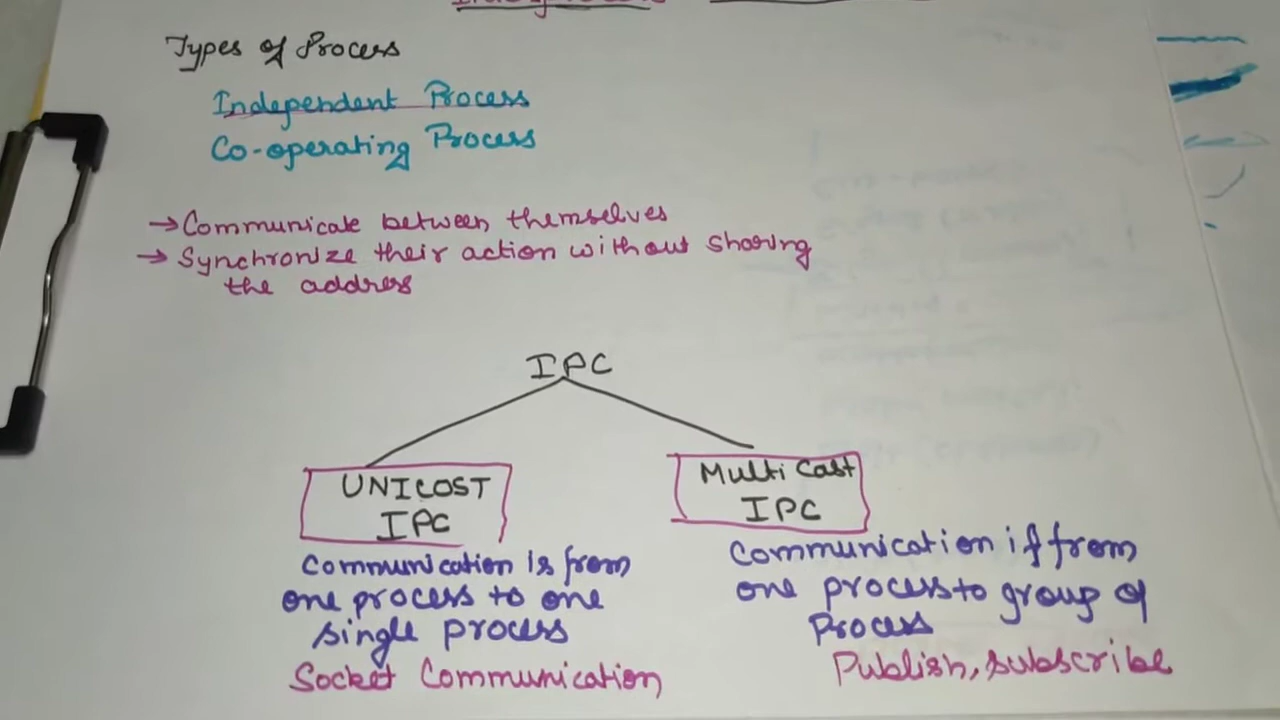 Types of Process
Independent Process
Co-operating Process
→ Communicate between themselves
→ Synchronize their action without sharing
the address
IPC
UNICOST
IPC
Multi Cast
IPC
Communication is from
one process to one
single process
Socket Communication
Communication if from
one process to group of
Process
Publish, subscribe